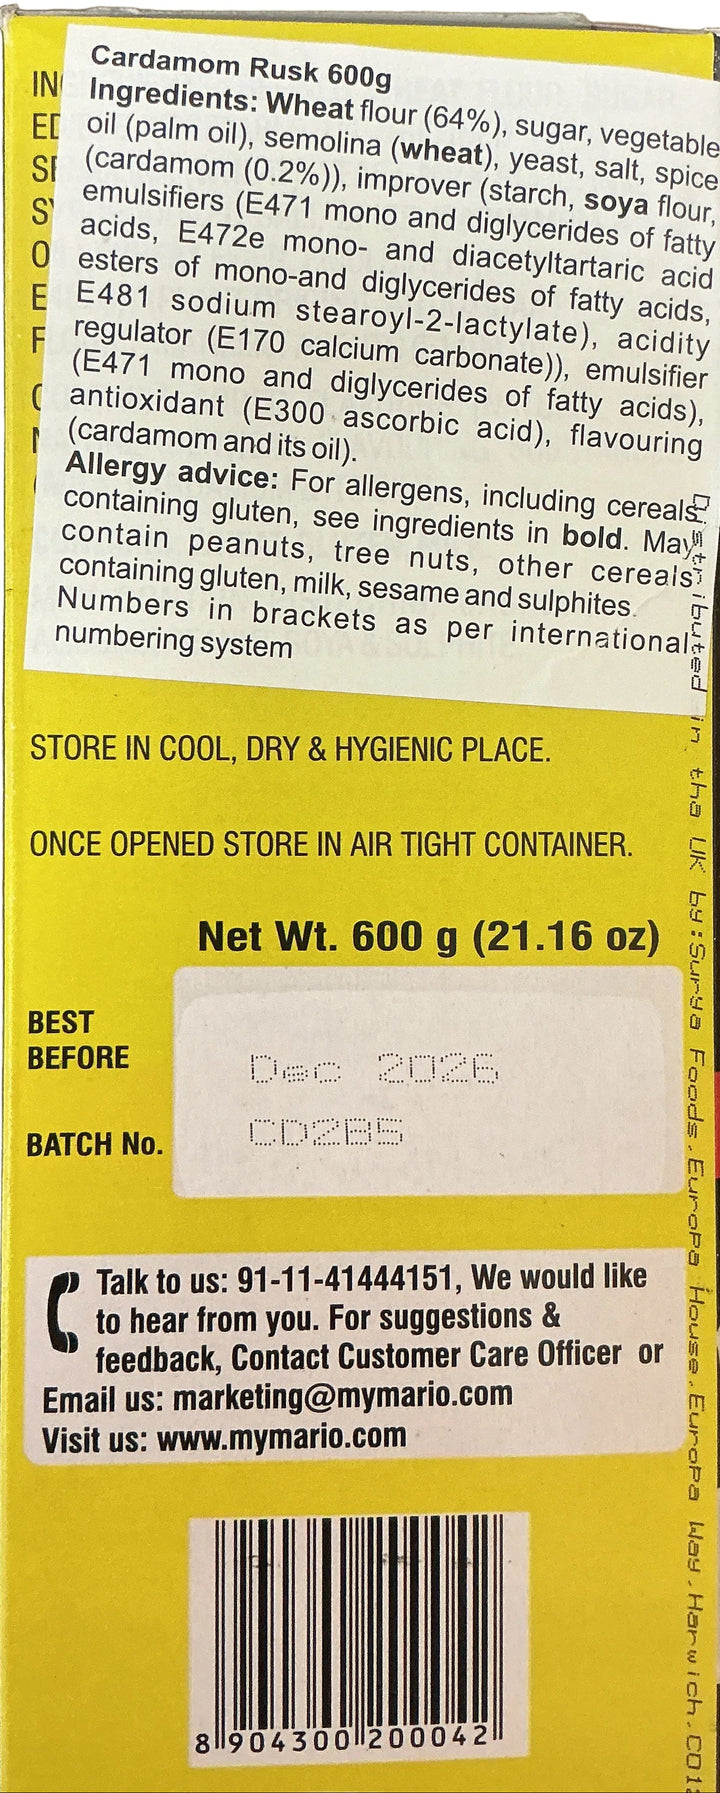 Cardamom Rusk 600g
Ingredients: Wheat flour (64%), sugar, vegetable
oil (palm oil), semolina (wheat), yeast, salt, spice
(cardamom (0.2%)), improver (starch, soya flour,
emulsifiers (E471 mono and diglycerides of fatty
acids, E472e mono- and diacetyltartaric acid
esters of mono-and diglycerides of fatty acids,
E481 sodium stearoyl-2-lactylate), acidity
regulator (E170 calcium carbonate)), emulsifier
(E471 mono and diglycerides of fatty acids),
antioxidant (E300 ascorbic acid), flavouring
(cardamom and its oil).
Allergy advice: For allergens, including cereals
containing gluten, see ingredients in bold. May
contain peanuts, tree nuts, other cereals
containing gluten, milk, sesame and sulphites.
Numbers in brackets as per international
numbering system
STORE IN COOL, DRY & HYGIENIC PLACE.
ONCE OPENED STORE IN AIR TIGHT CONTAINER.
Net Wt. 600 g (21.16 oz)
BEST
BEFORE
Dec 2026
BATCH No.
CD2B5
Talk to us: 91-11-41444151, We would like
to hear from you. For suggestions &
feedback, Contact Customer Care Officer or
Email us: marketing@mymario.com
Visit us: www.mymario.com
8 904300 200042
Distributed in the UK by:Surya Foods.Europa House.Europa Way.Harwich.CO1